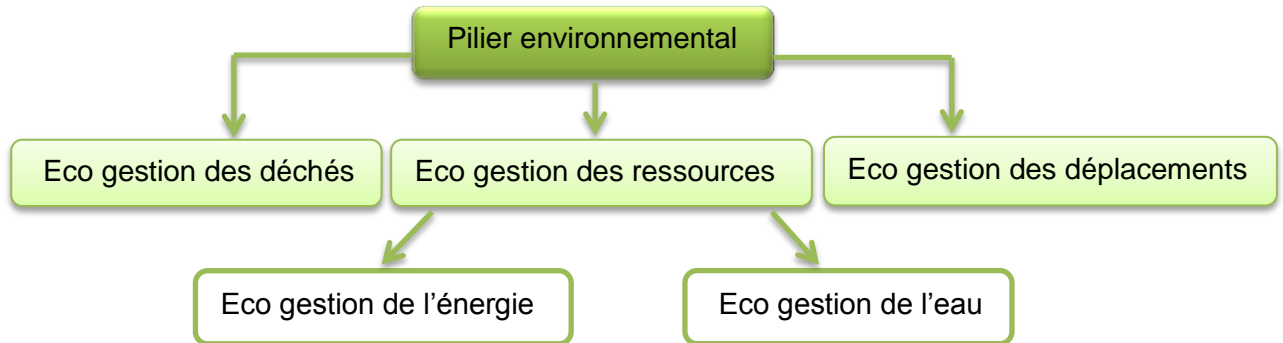 Pilier environnemental
Eco gestion des déchés
Eco gestion des ressources
Eco gestion des déplacements
Eco gestion de l’énergie
Eco gestion de l’eau